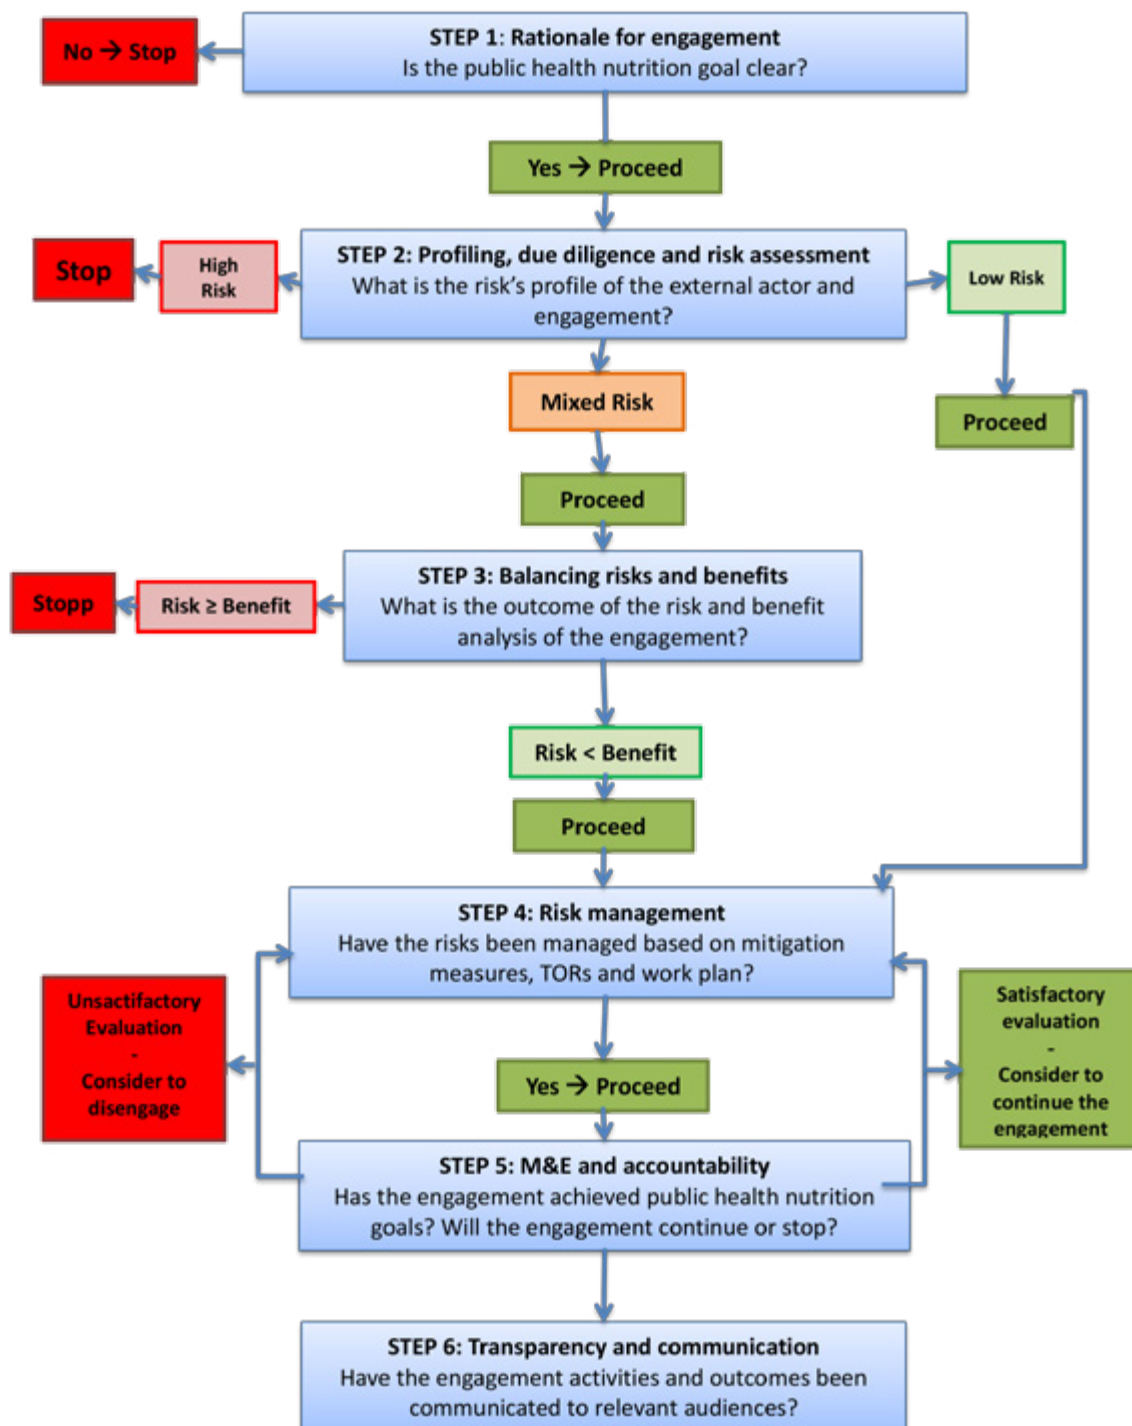 STEP 1: Rationale for engagement
Is the public health nutrition goal clear?
No → Stop
Yes → Proceed
STEP 2: Profiling, due diligence and risk assessment
What is the risk's profile of the external actor and
engagement?
High
Risk
Stop
Low Risk
Proceed
Mixed Risk
Proceed
STEP 3: Balancing risks and benefits
What is the outcome of the risk and benefit
analysis of the engagement?
Risk ≥ Benefit
Stopp
Risk < Benefit
Proceed
STEP 4: Risk management
Have the risks been managed based on mitigation
measures, TORs and work plan?
Unsactifactory
Evaluation
-
Consider to
disengage
Satisfactory
evaluation
-
Consider to
continue the
engagement
Yes → Proceed
STEP 5: M&E and accountability
Has the engagement achieved public health nutrition
goals? Will the engagement continue or stop?
STEP 6: Transparency and communication
Have the engagement activities and outcomes been
communicated to relevant audiences?